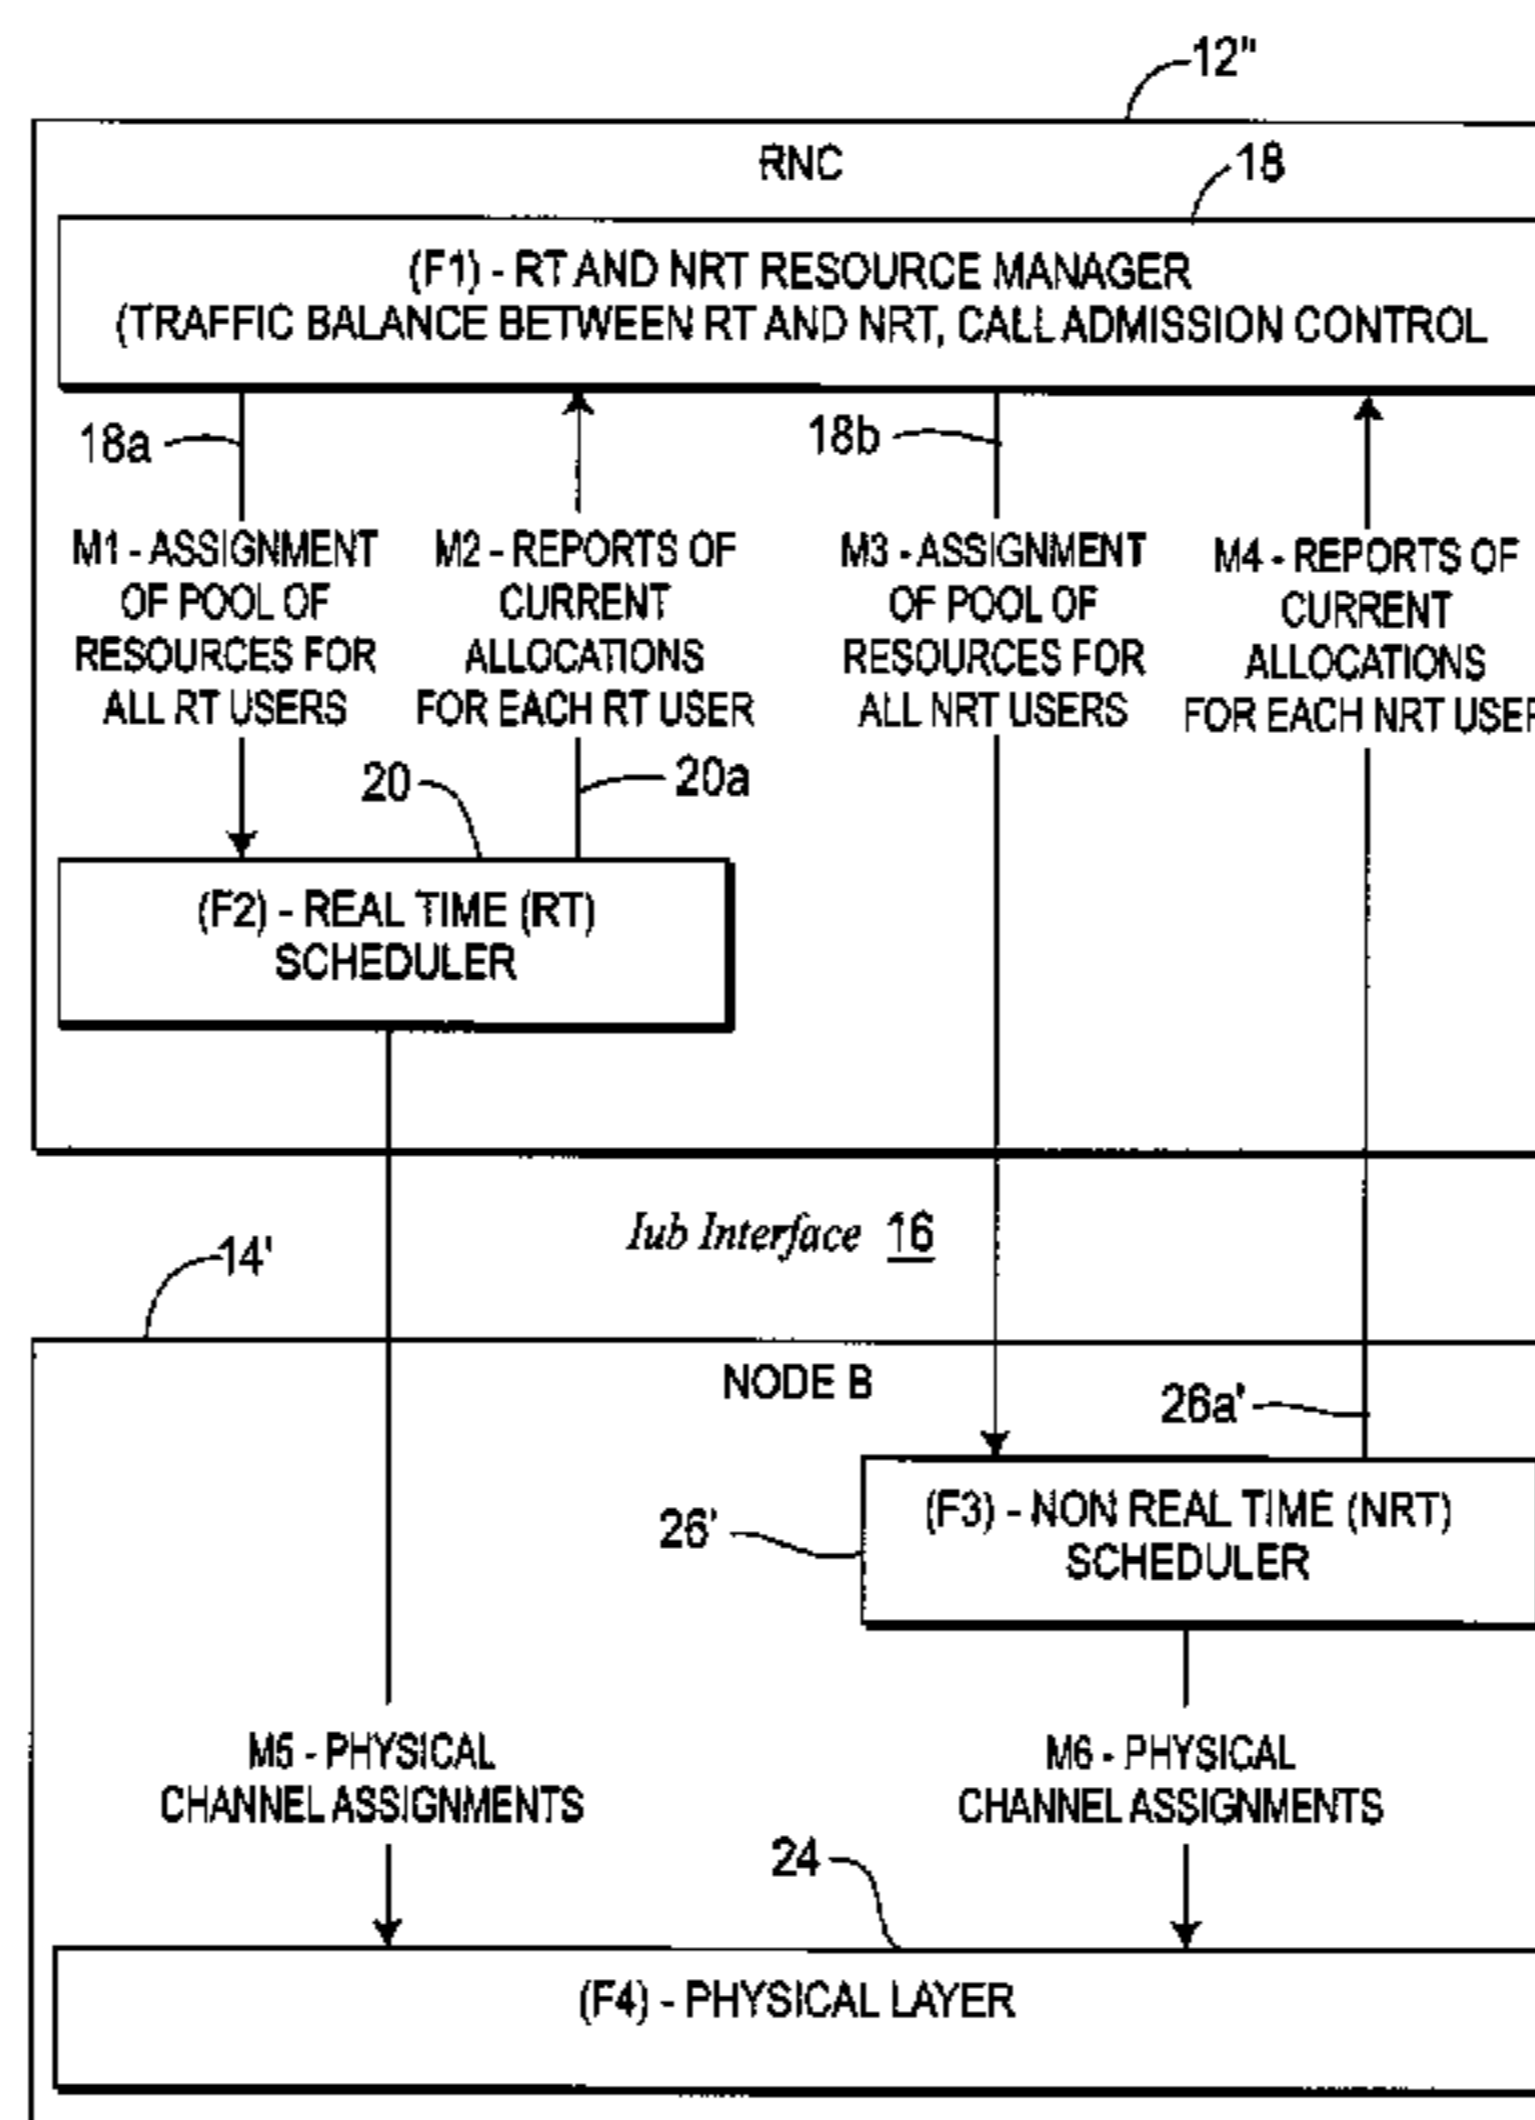 12"
RNC
18
(F1) - RT AND NRT RESOURCE MANAGER
(TRAFFIC BALANCE BETWEEN RT AND NRT, CALL ADMISSION CONTROL
18a
18b
M1 - ASSIGNMENT
OF POOL OF
RESOURCES FOR
ALL RT USERS
M2 - REPORTS OF
CURRENT
ALLOCATIONS
FOR EACH RT USER
M3 - ASSIGNMENT
OF POOL OF
RESOURCES FOR
ALL NRT USERS
M4 - REPORTS OF
CURRENT
ALLOCATIONS
FOR EACH NRT USER
20
20a
(F2) - REAL TIME (RT)
SCHEDULER
Iub Interface 16
14'
NODE B
26a'
26'
(F3) - NON REAL TIME (NRT)
SCHEDULER
M5 - PHYSICAL
CHANNEL ASSIGNMENTS
M6 - PHYSICAL
CHANNEL ASSIGNMENTS
24
(F4) - PHYSICAL LAYER